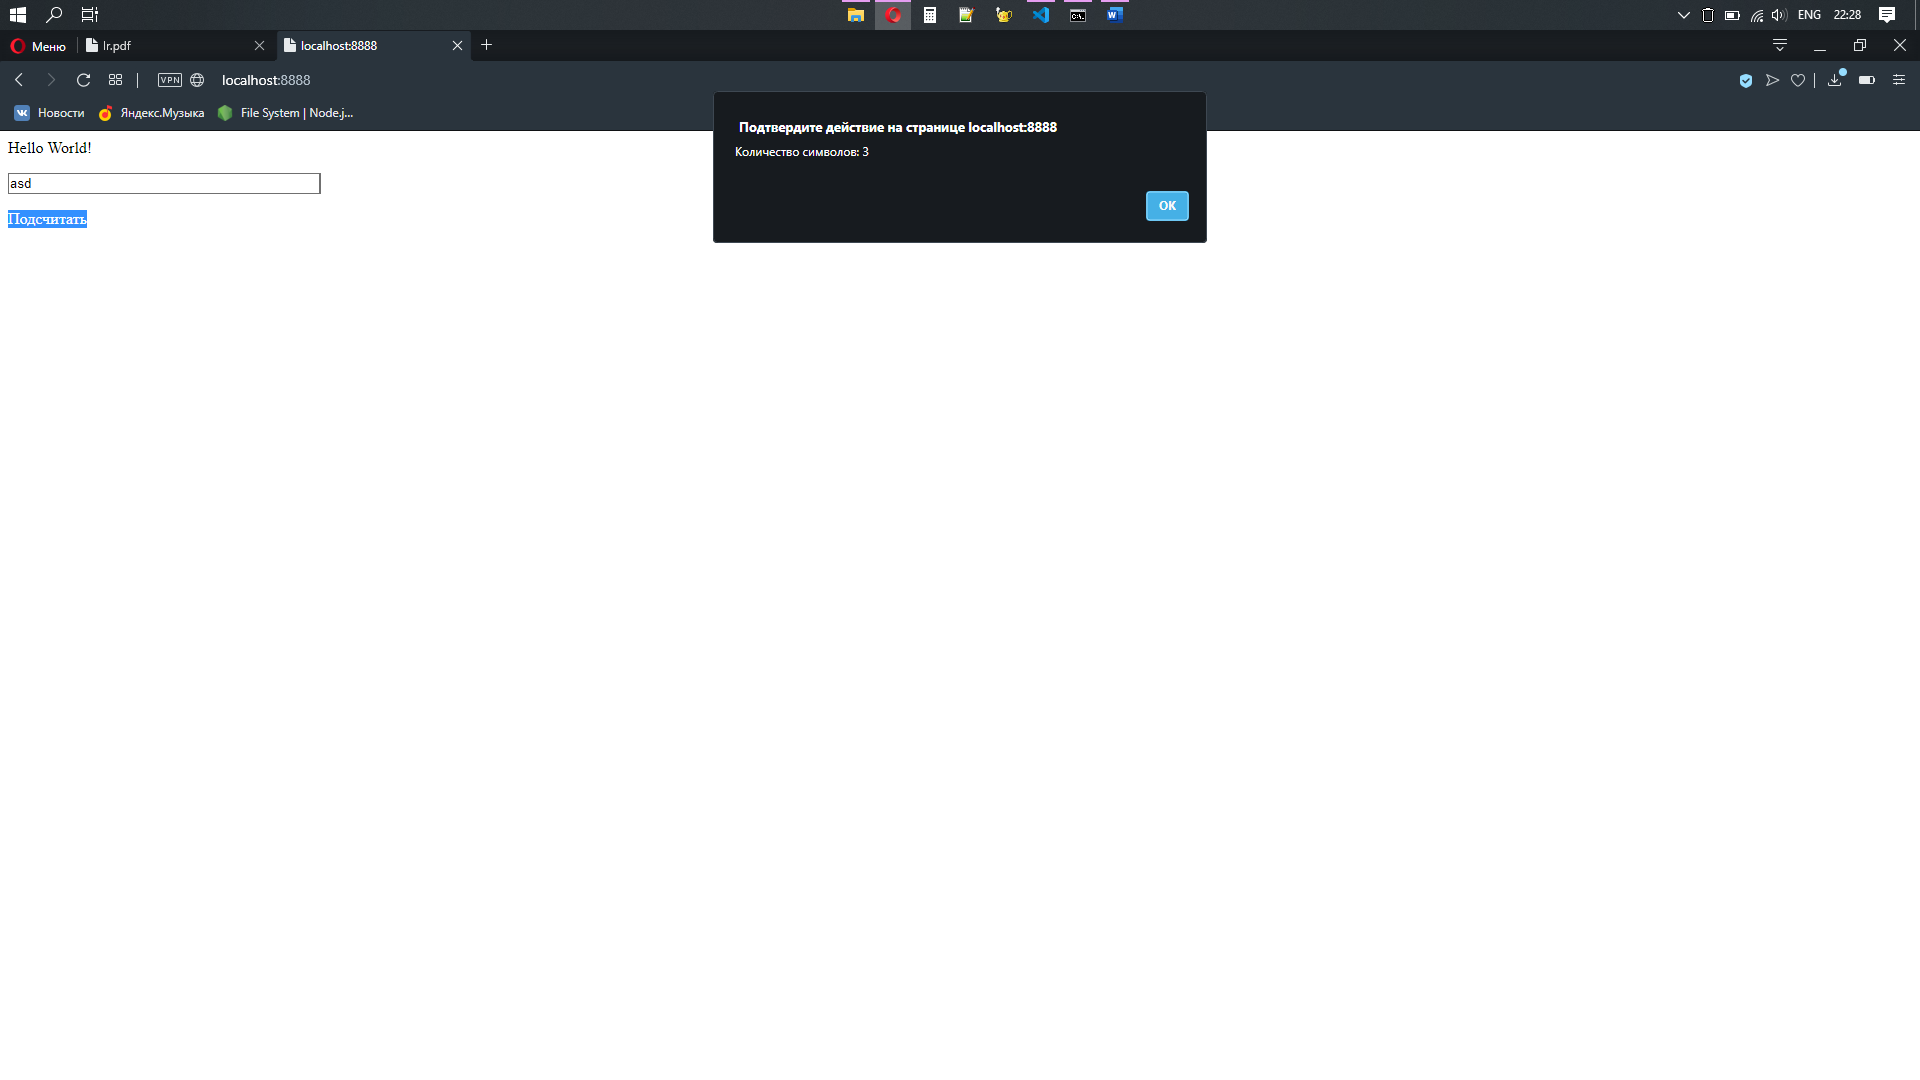 ENG 22:28
Меню lr.pdf localhost:8888
VPN localhost:8888
Новости Яндекс.Музыка File System | Node.j...
Подтвердите действие на странице localhost:8888
Количество символов: 3
OK
Hello World!
asd
Подсчитать